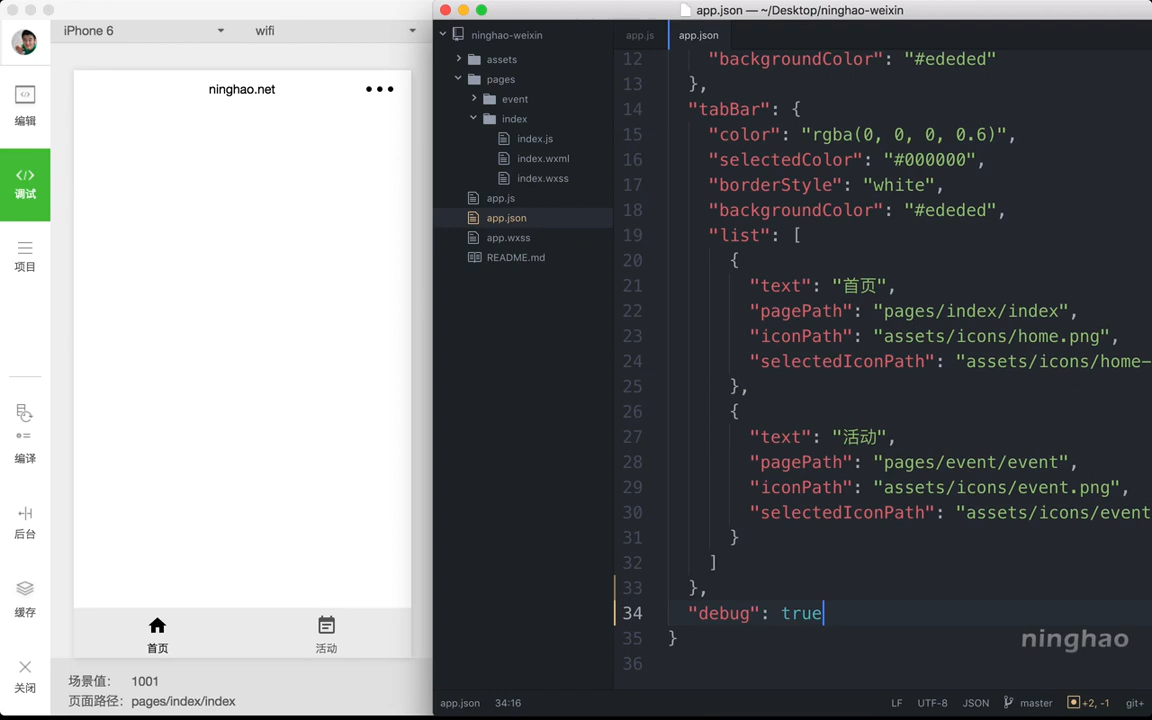 iPhone 6
wifi
编辑
调试
项目
编译
后台
缓存
关闭
ninghao.net
首页
活动
场景值: 1001
页面路径: pages/index/index
app.json — ~/Desktop/ninghao-weixin
ninghao-weixin
assets
pages
event
index
index.js
index.wxml
index.wxss
app.js
app.json
app.wxss
README.md
app.js
app.json
12 "backgroundColor": "#ededed"
13 },
14 "tabBar": {
15 "color": "rgba(0, 0, 0, 0.6)",
16 "selectedColor": "#000000",
17 "borderStyle": "white",
18 "backgroundColor": "#ededed",
19 "list": [
20 {
21 "text": "首页",
22 "pagePath": "pages/index/index",
23 "iconPath": "assets/icons/home.png",
24 "selectedIconPath": "assets/icons/home-
25 },
26 {
27 "text": "活动",
28 "pagePath": "pages/event/event",
29 "iconPath": "assets/icons/event.png",
30 "selectedIconPath": "assets/icons/event
31 }
32 ]
33 },
34 "debug": true
35 }
36
ninghao
app.json 34:16
LF UTF-8 JSON master +2, -1 git+